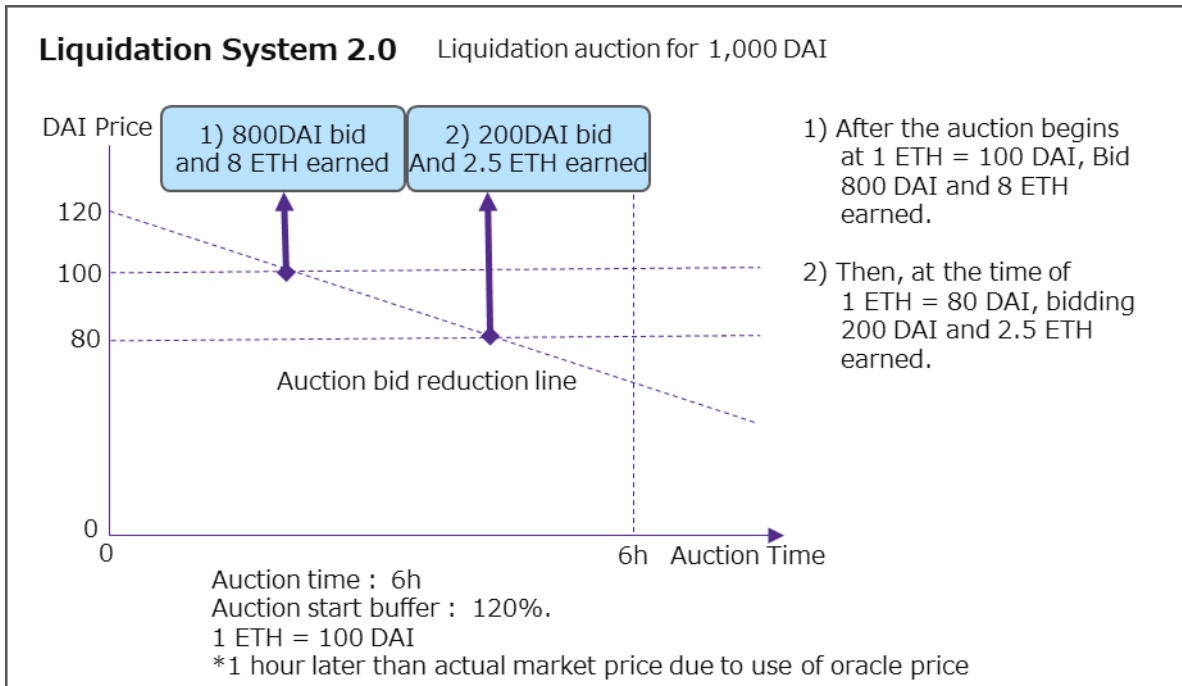 Liquidation System 2.0
Liquidation auction for 1,000 DAI
DAI Price
1) 800DAI bid
and 8 ETH earned
2) 200DAI bid
And 2.5 ETH earned
120
100
80
0
0
Auction bid reduction line
6h
Auction Time
1) After the auction begins
at 1 ETH = 100 DAI, Bid
800 DAI and 8 ETH
earned.
2) Then, at the time of
1 ETH = 80 DAI, bidding
200 DAI and 2.5 ETH
earned.
Auction time : 6h
Auction start buffer : 120%.
1 ETH = 100 DAI
*1 hour later than actual market price due to use of oracle price